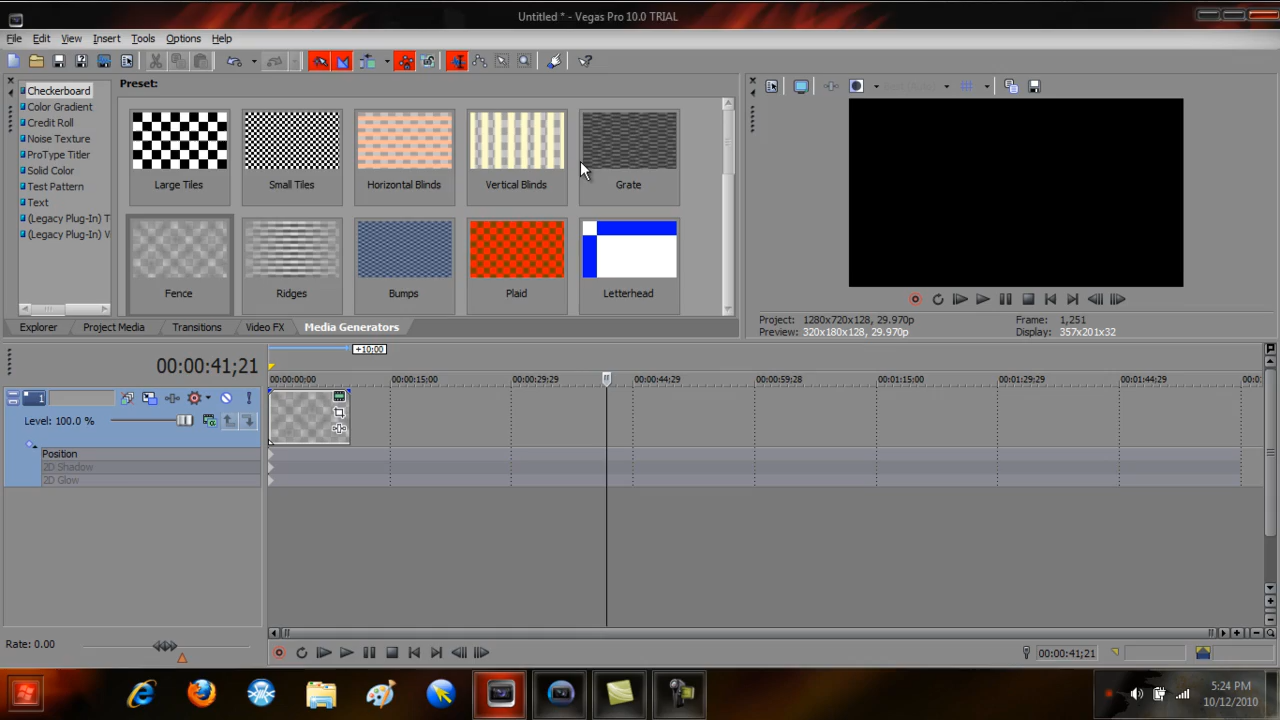 Untitled * - Vegas Pro 10.0 TRIAL
File Edit View Insert Tools Options Help
Checkerboard
Color Gradient
Credit Roll
Noise Texture
ProType Titler
Solid Color
Test Pattern
Text
(Legacy Plug-In) T
(Legacy Plug-In) V
Preset:
Large Tiles Small Tiles Horizontal Blinds Vertical Blinds Grate
Fence Ridges Bumps Plaid Letterhead
Explorer Project Media Transitions Video FX Media Generators
Project: 1280x720x128, 29.970p Frame: 1,251
Preview: 320x180x128, 29.970p Display: 357x201x32
+10;00
00:00:41;21
00:00:00;00 00:00:15;00 00:00:29;29 00:00:44;29 00:00:59;28 00:01:15;00 00:01:29;29 00:01:44;29 00:0
1
Level: 100.0 %
Position
2D Shadow
2D Glow
Rate: 0.00
00:00:41;21
5:24 PM
10/12/2010